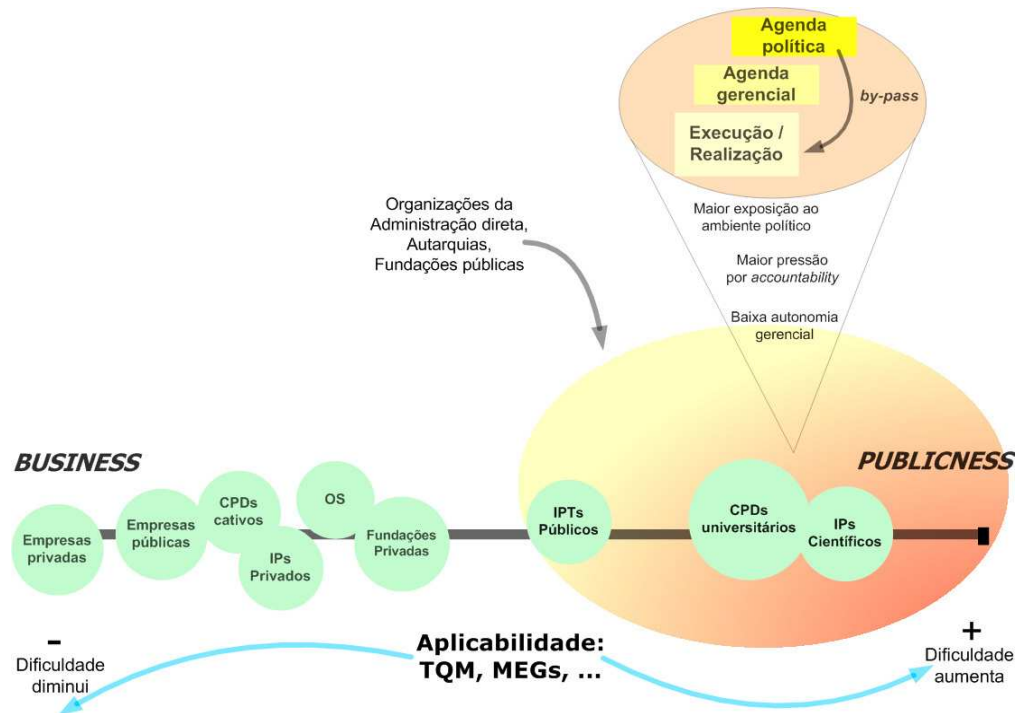 Agenda
política
Agenda
gerencial
by-pass
Execução /
Realização
Organizações da
Administração direta,
Autarquias,
Fundações públicas
Maior exposição ao
ambiente político
Maior pressão
por accountability
Baixa autonomia
gerencial
BUSINESS
PUBLICNESS
Empresas
privadas
Empresas
públicas
CPDs
cativos
IPs
Privados
OS
Fundações
Privadas
IPTs
Públicos
CPDs
universitários
IPs
Científicos
–
Dificuldade
diminui
Aplicabilidade:
TQM, MEGs, ...
+
Dificuldade
aumenta